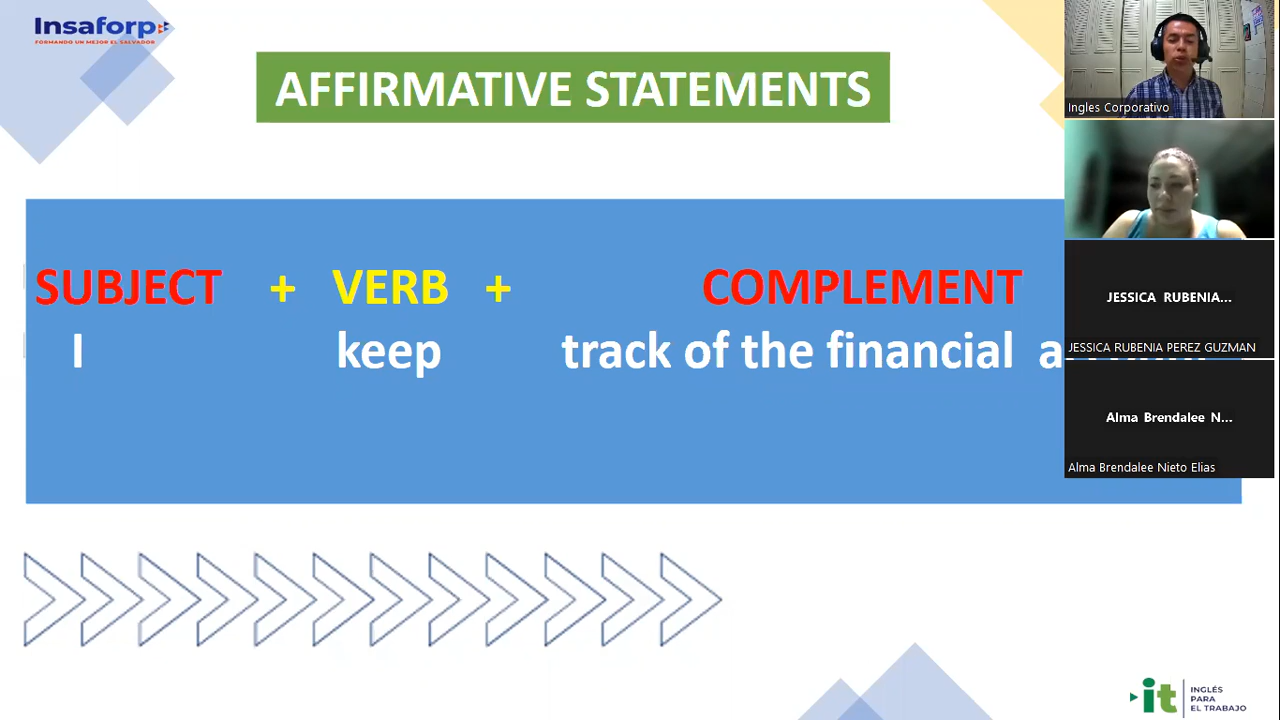 Insaforp
FORMANDO UN MEJOR EL SALVADOR
AFFIRMATIVE STATEMENTS
SUBJECT + VERB + COMPLEMENT
I keep track of the financial
Ingles Corporativo
JESSICA RUBENIA...
JESSICA RUBENIA PEREZ GUZMAN
Alma Brendalee N...
Alma Brendalee Nieto Elias
it
INGLÉS
PARA
EL TRABAJO